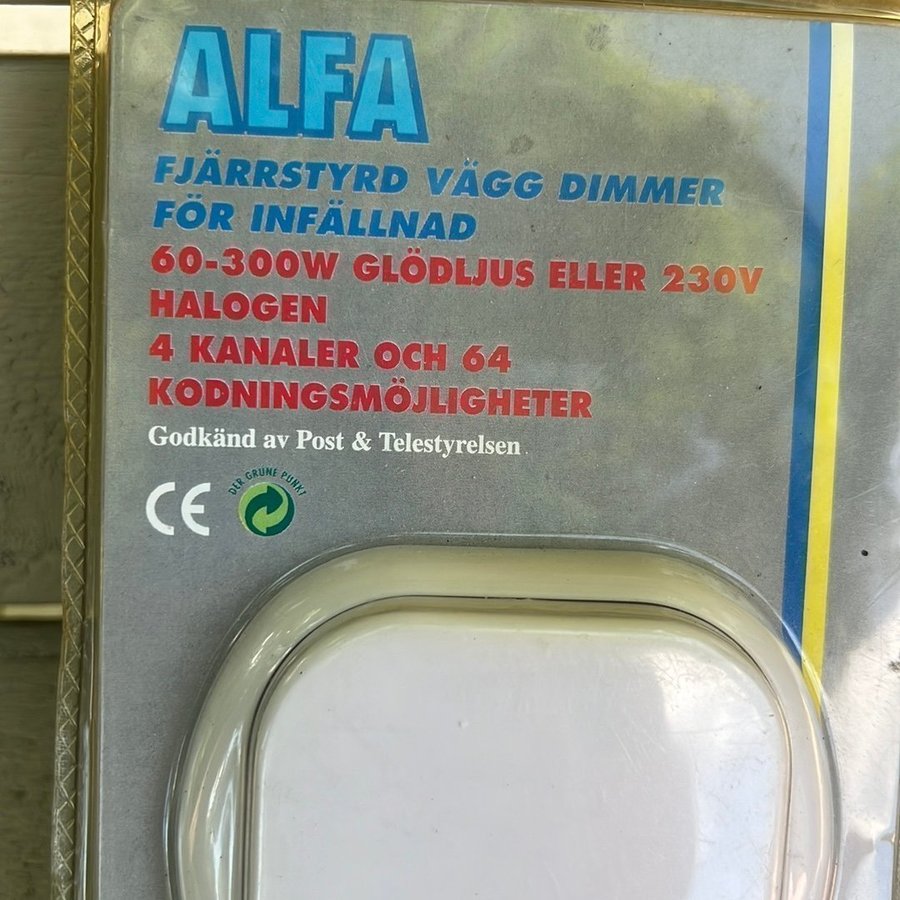 ALFA
FJÄRRSTYRD VÄGG DIMMER
FÖR INFÄLLNAD
60-300W GLÖDLJUS ELLER 230V
HALOGEN
4 KANALER OCH 64
KODNINGSMÖJLIGHETER
Godkänd av Post & Telestyrelsen
CE DER GRÜNE PUNKT